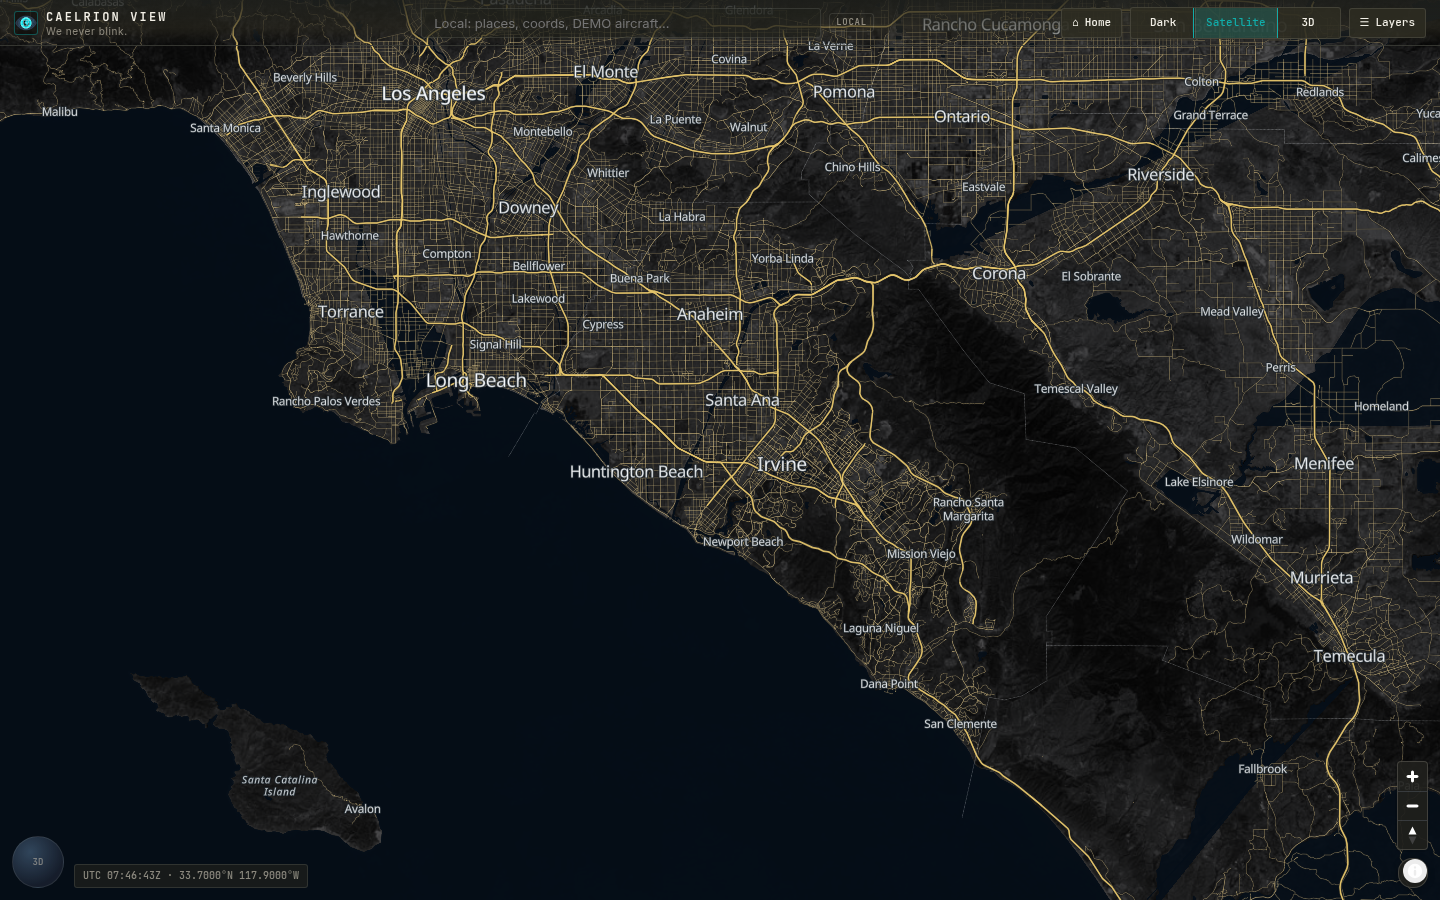 CAELRION VIEW
We never blink.
Local: places, coords, DEMO aircraft...
LOCAL
⌂ Home
Dark
Satellite
3D
☰ Layers
Calabasas
Pasadena
Rancho Cucamong
La Verne
Beverly Hills
El Monte
Covina
Los Angeles
Pomona
Colton
Redlands
Malibu
Santa Monica
Montebello
La Puente
Walnut
Ontario
Grand Terrace
Yuca
Whittier
Chino Hills
Riverside
Calimes
Inglewood
Downey
La Habra
Eastvale
Hawthorne
Compton
Bellflower
Buena Park
Yorba Linda
Corona
El Sobrante
Lakewood
Torrance
Cypress
Anaheim
Mead Valley
Signal Hill
Long Beach
Perris
Rancho Palos Verdes
Santa Ana
Temescal Valley
Homeland
Huntington Beach
Irvine
Menifee
Lake Elsinore
Rancho Santa
Margarita
Newport Beach
Mission Viejo
Wildomar
Murrieta
Laguna Niguel
Temecula
Dana Point
San Clemente
Santa Catalina
Island
Avalon
Fallbrook
3D
UTC 07:46:43Z · 33.7000°N 117.9000°W